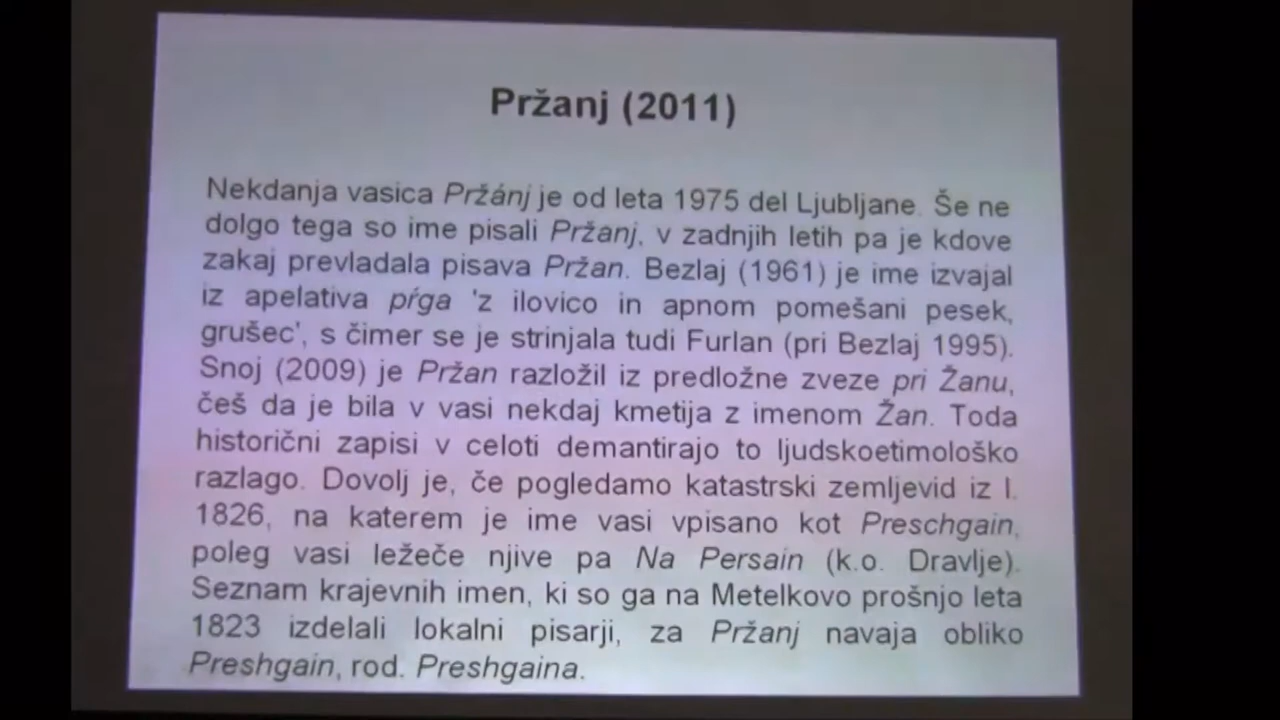 Pržanj (2011)
Nekdanja vasica Pržánj je od leta 1975 del Ljubljane. Še ne
dolgo tega so ime pisali Pržanj, v zadnjih letih pa je kdove
zakaj prevladala pisava Pržan. Bezlaj (1961) je ime izvajal
iz apelativa pŕga 'z ilovico in apnom pomešani pesek,
grušec', s čimer se je strinjala tudi Furlan (pri Bezlaj 1995).
Snoj (2009) je Pržan razložil iz predložne zveze pri Žanu,
češ da je bila v vasi nekdaj kmetija z imenom Žan. Toda
historični zapisi v celoti demantirajo to ljudskoetimološko
razlago. Dovolj je, če pogledamo katastrski zemljevid iz l.
1826, na katerem je ime vasi vpisano kot Preschgain,
poleg vasi ležeče njive pa Na Persain (k.o. Dravlje).
Seznam krajevnih imen, ki so ga na Metelkovo prošnjo leta
1823 izdelali lokalni pisarji, za Pržanj navaja obliko
Preshgain, rod. Preshgaina.